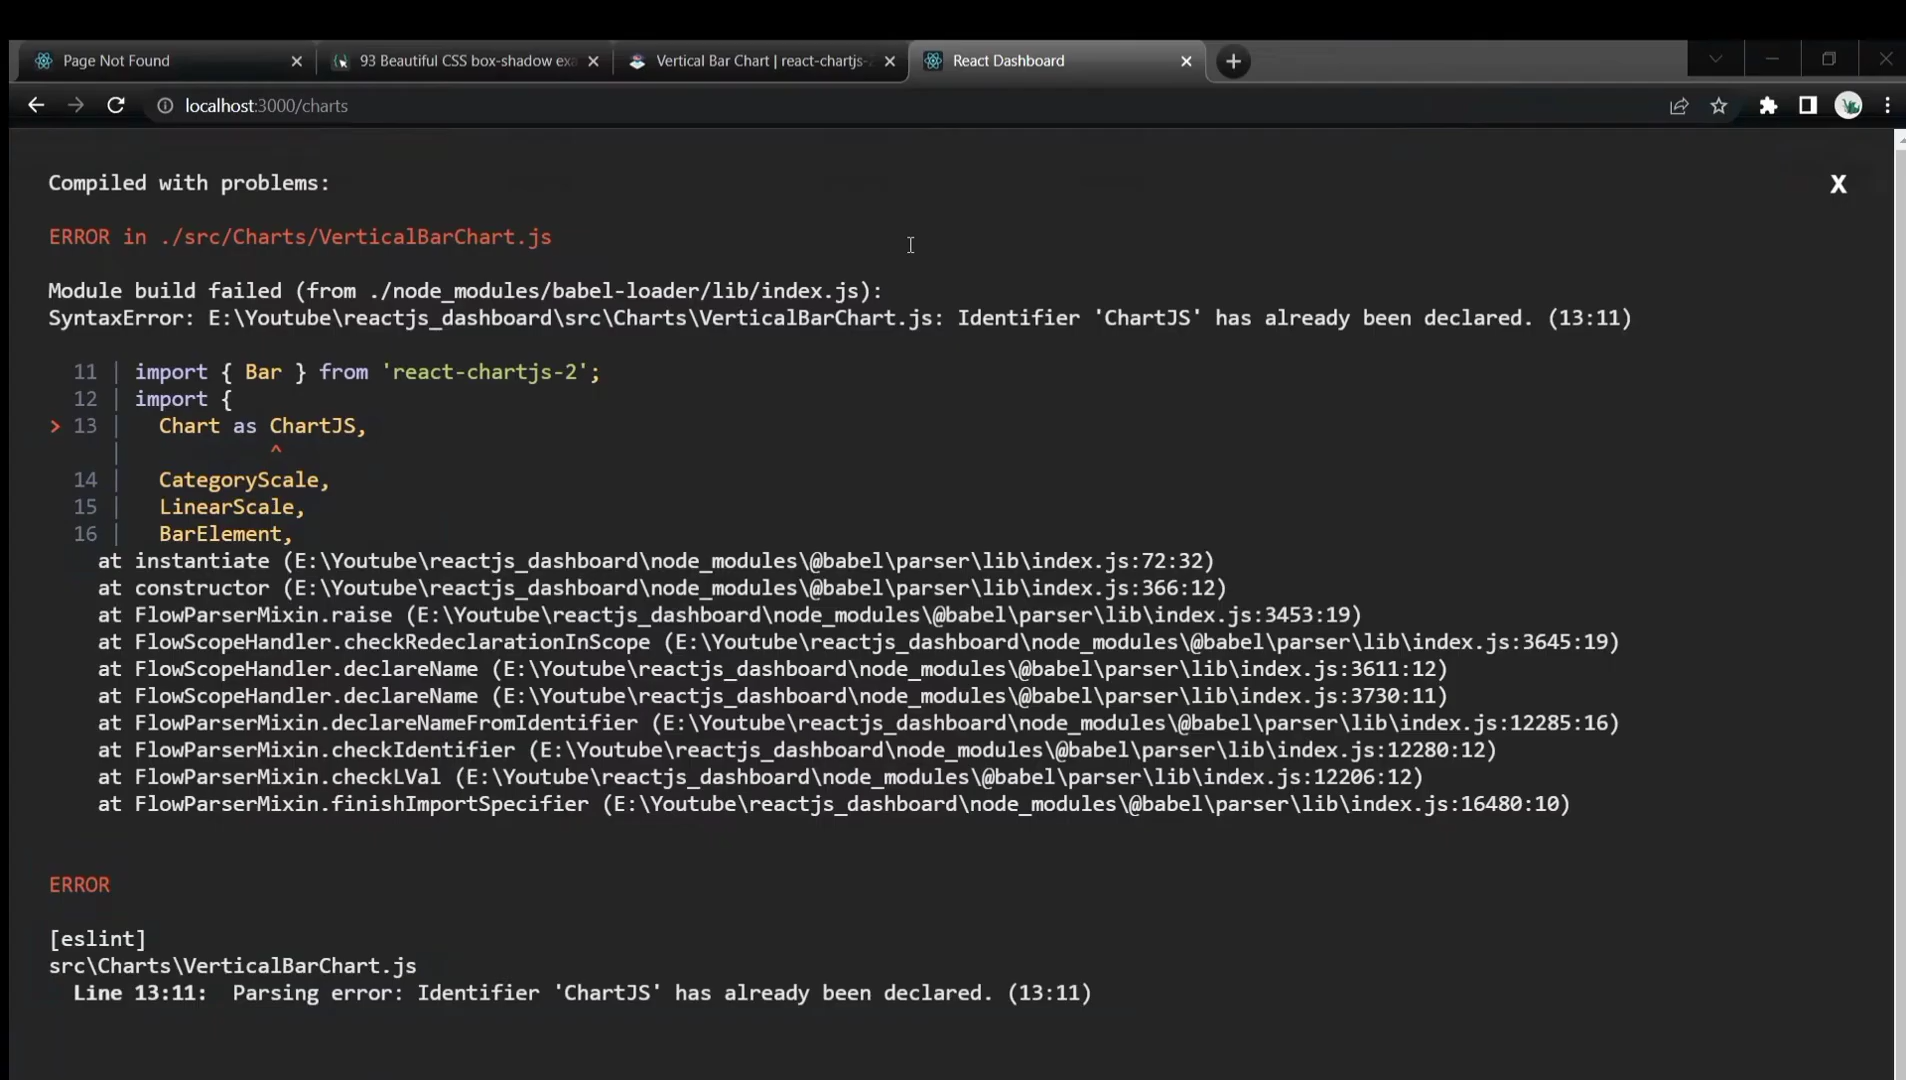 Page Not Found
93 Beautiful CSS box-shadow exa
Vertical Bar Chart | react-chartjs-2
React Dashboard
localhost:3000/charts
Compiled with problems:
X
ERROR in ./src/Charts/VerticalBarChart.js
Module build failed (from ./node_modules/babel-loader/lib/index.js):
SyntaxError: E:\Youtube\reactjs_dashboard\src\Charts\VerticalBarChart.js: Identifier 'ChartJS' has already been declared. (13:11)
11 | import { Bar } from 'react-chartjs-2';
12 | import {
> 13 |   Chart as ChartJS,
|            ^
14 |   CategoryScale,
15 |   LinearScale,
16 |   BarElement,
at instantiate (E:\Youtube\reactjs_dashboard\node_modules\@babel\parser\lib\index.js:72:32)
at constructor (E:\Youtube\reactjs_dashboard\node_modules\@babel\parser\lib\index.js:366:12)
at FlowParserMixin.raise (E:\Youtube\reactjs_dashboard\node_modules\@babel\parser\lib\index.js:3453:19)
at FlowScopeHandler.checkRedeclarationInScope (E:\Youtube\reactjs_dashboard\node_modules\@babel\parser\lib\index.js:3645:19)
at FlowScopeHandler.declareName (E:\Youtube\reactjs_dashboard\node_modules\@babel\parser\lib\index.js:3611:12)
at FlowScopeHandler.declareName (E:\Youtube\reactjs_dashboard\node_modules\@babel\parser\lib\index.js:3730:11)
at FlowParserMixin.declareNameFromIdentifier (E:\Youtube\reactjs_dashboard\node_modules\@babel\parser\lib\index.js:12285:16)
at FlowParserMixin.checkIdentifier (E:\Youtube\reactjs_dashboard\node_modules\@babel\parser\lib\index.js:12280:12)
at FlowParserMixin.checkLVal (E:\Youtube\reactjs_dashboard\node_modules\@babel\parser\lib\index.js:12206:12)
at FlowParserMixin.finishImportSpecifier (E:\Youtube\reactjs_dashboard\node_modules\@babel\parser\lib\index.js:16480:10)
ERROR
[eslint]
src\Charts\VerticalBarChart.js
Line 13:11:  Parsing error: Identifier 'ChartJS' has already been declared. (13:11)